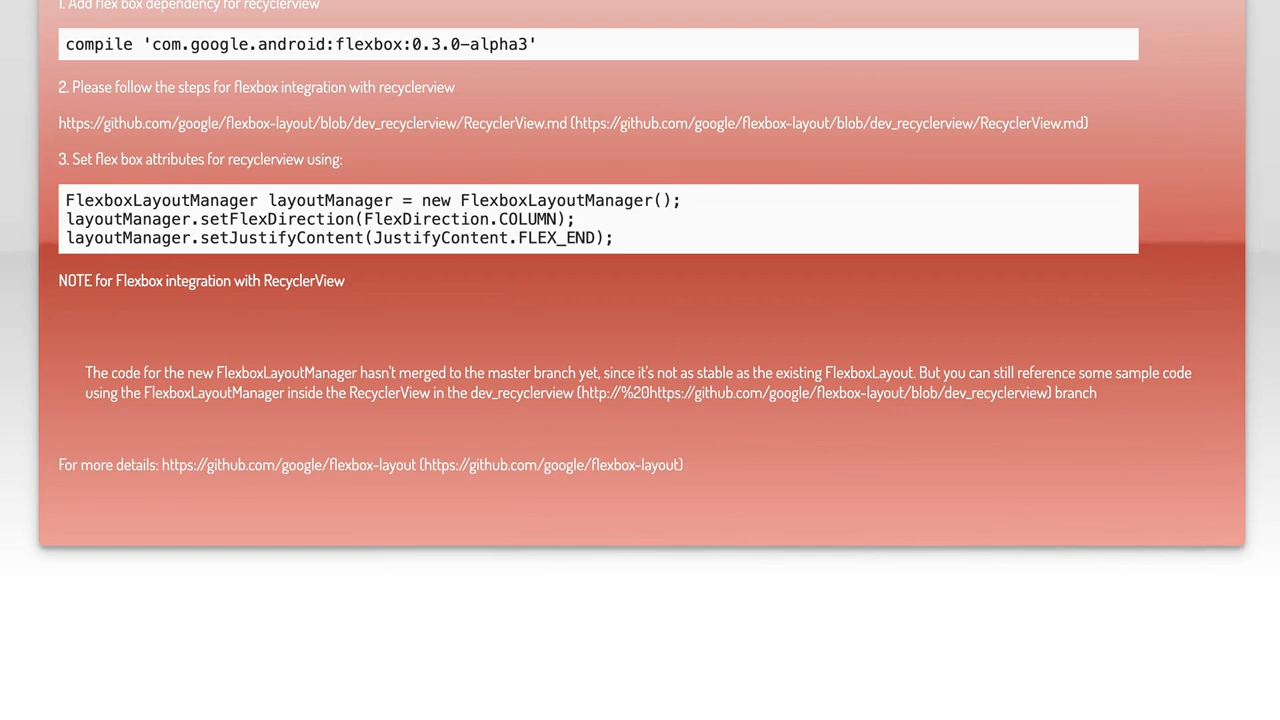 1. Add flex box dependency for recyclerview
compile 'com.google.android:flexbox:0.3.0-alpha3'
2. Please follow the steps for flexbox integration with recyclerview
https://github.com/google/flexbox-layout/blob/dev_recyclerview/RecyclerView.md (https://github.com/google/flexbox-layout/blob/dev_recyclerview/RecyclerView.md)
3. Set flex box attributes for recyclerview using:
FlexboxLayoutManager layoutManager = new FlexboxLayoutManager();
layoutManager.setFlexDirection(FlexDirection.COLUMN);
layoutManager.setJustifyContent(JustifyContent.FLEX_END);
NOTE for Flexbox integration with RecyclerView
The code for the new FlexboxLayoutManager hasn't merged to the master branch yet, since it's not as stable as the existing FlexboxLayout. But you can still reference some sample code
using the FlexboxLayoutManager inside the RecyclerView in the dev_recyclerview (http://%20https://github.com/google/flexbox-layout/blob/dev_recyclerview) branch
For more details: https://github.com/google/flexbox-layout (https://github.com/google/flexbox-layout)